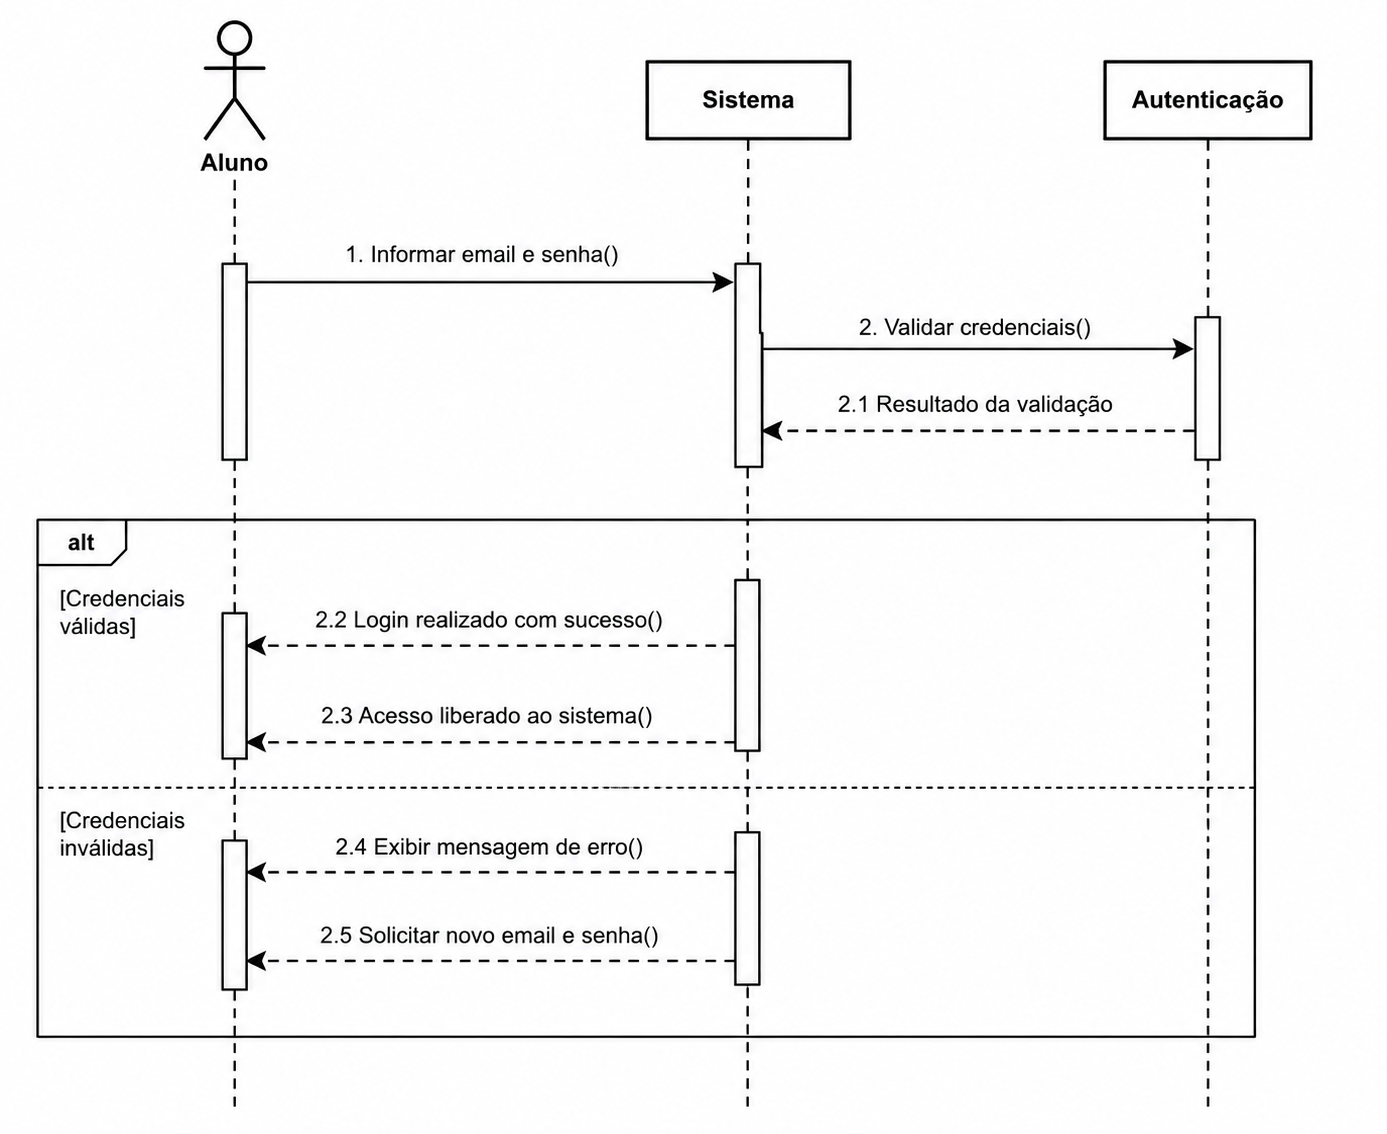 Aluno
Sistema
Autenticação
1. Informar email e senha()
2. Validar credenciais()
2.1 Resultado da validação
alt
[Credenciais
válidas]
2.2 Login realizado com sucesso()
2.3 Acesso liberado ao sistema()
[Credenciais
inválidas]
2.4 Exibir mensagem de erro()
2.5 Solicitar novo email e senha()